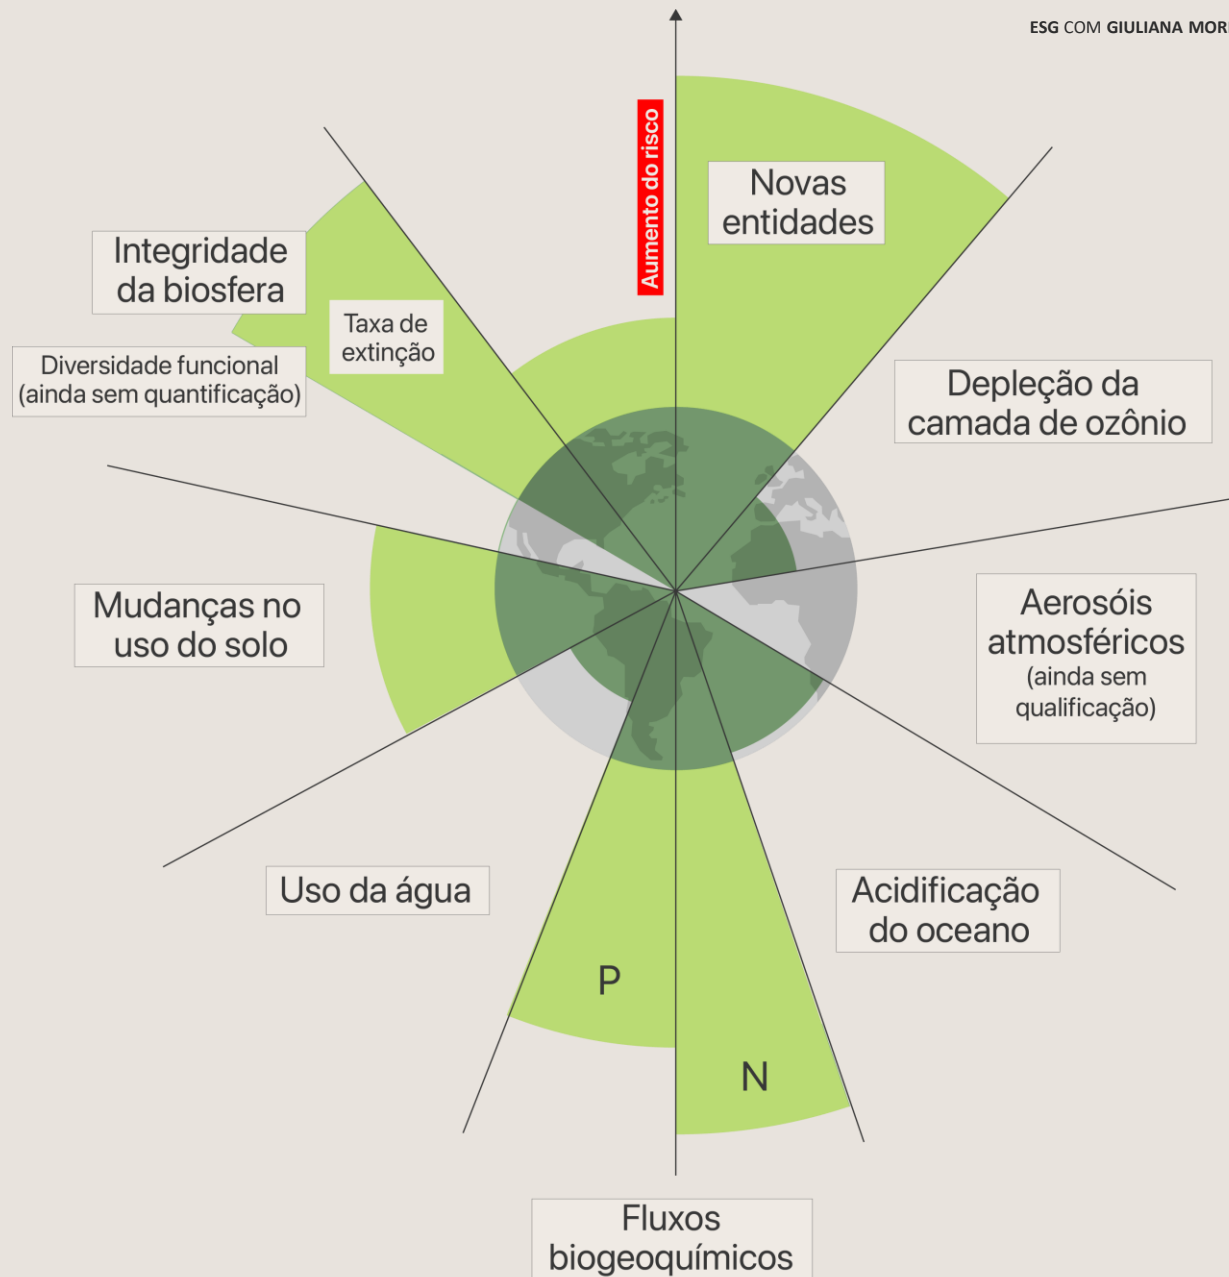 ESG COM GIULIANA MOR
Aumento do risco
Novas
entidades
Integridade
da biosfera
Taxa de
extinção
Diversidade funcional
(ainda sem quantificação)
Depleção da
camada de ozônio
Mudanças no
uso do solo
Aerosóis
atmosféricos
(ainda sem
qualificação)
Uso da água
Acidificação
do oceano
P
N
Fluxos
biogeoquímicos